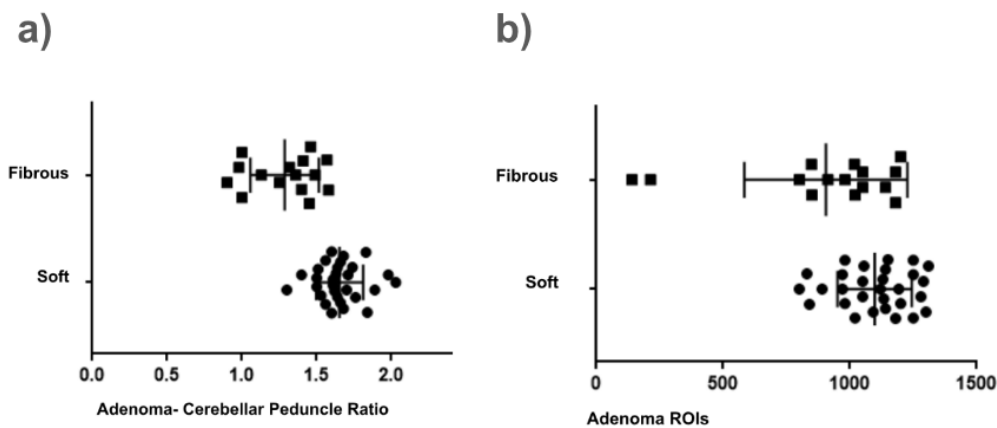 a)
Fibrous
Soft
0.0 0.5 1.0 1.5 2.0
Adenoma- Cerebellar Peduncle Ratio
b)
Fibrous
Soft
0 500 1000 1500
Adenoma ROIs